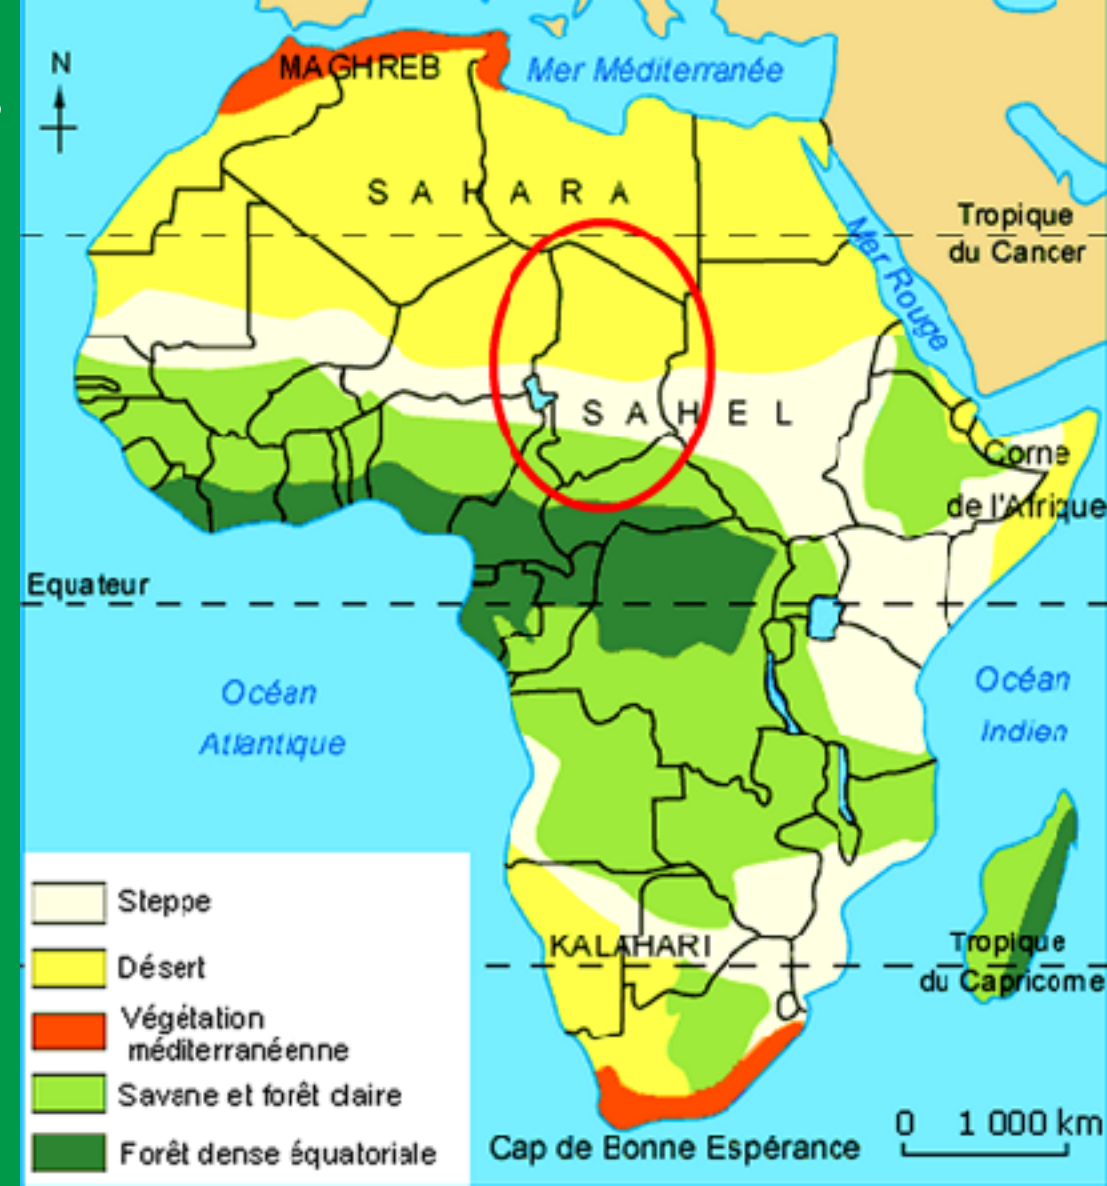 N
MAGHREB
Mer Méditerranée
SAHARA
Tropique
du Cancer
Mer Rouge
SAHEL
Corne
de l'Afrique
Equateur
Océan
Atlantique
Océan
Indien
KALAHARI
Tropique
du Capricorne
Steppe
Désert
Végétation
méditerranéenne
Savane et forêt claire
Forêt dense équatoriale
Cap de Bonne Espérance
0 1 000 km